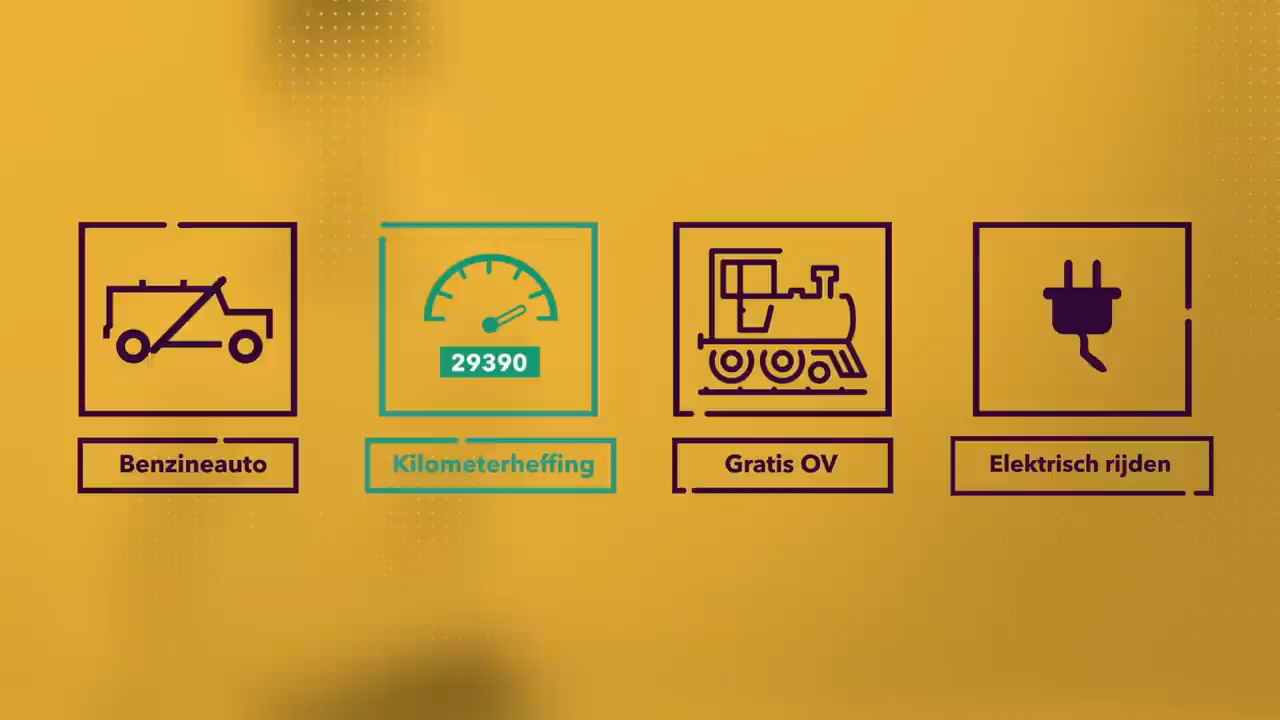 29390
Benzineauto
Kilometerheffing
Gratis OV
Elektrisch rijden